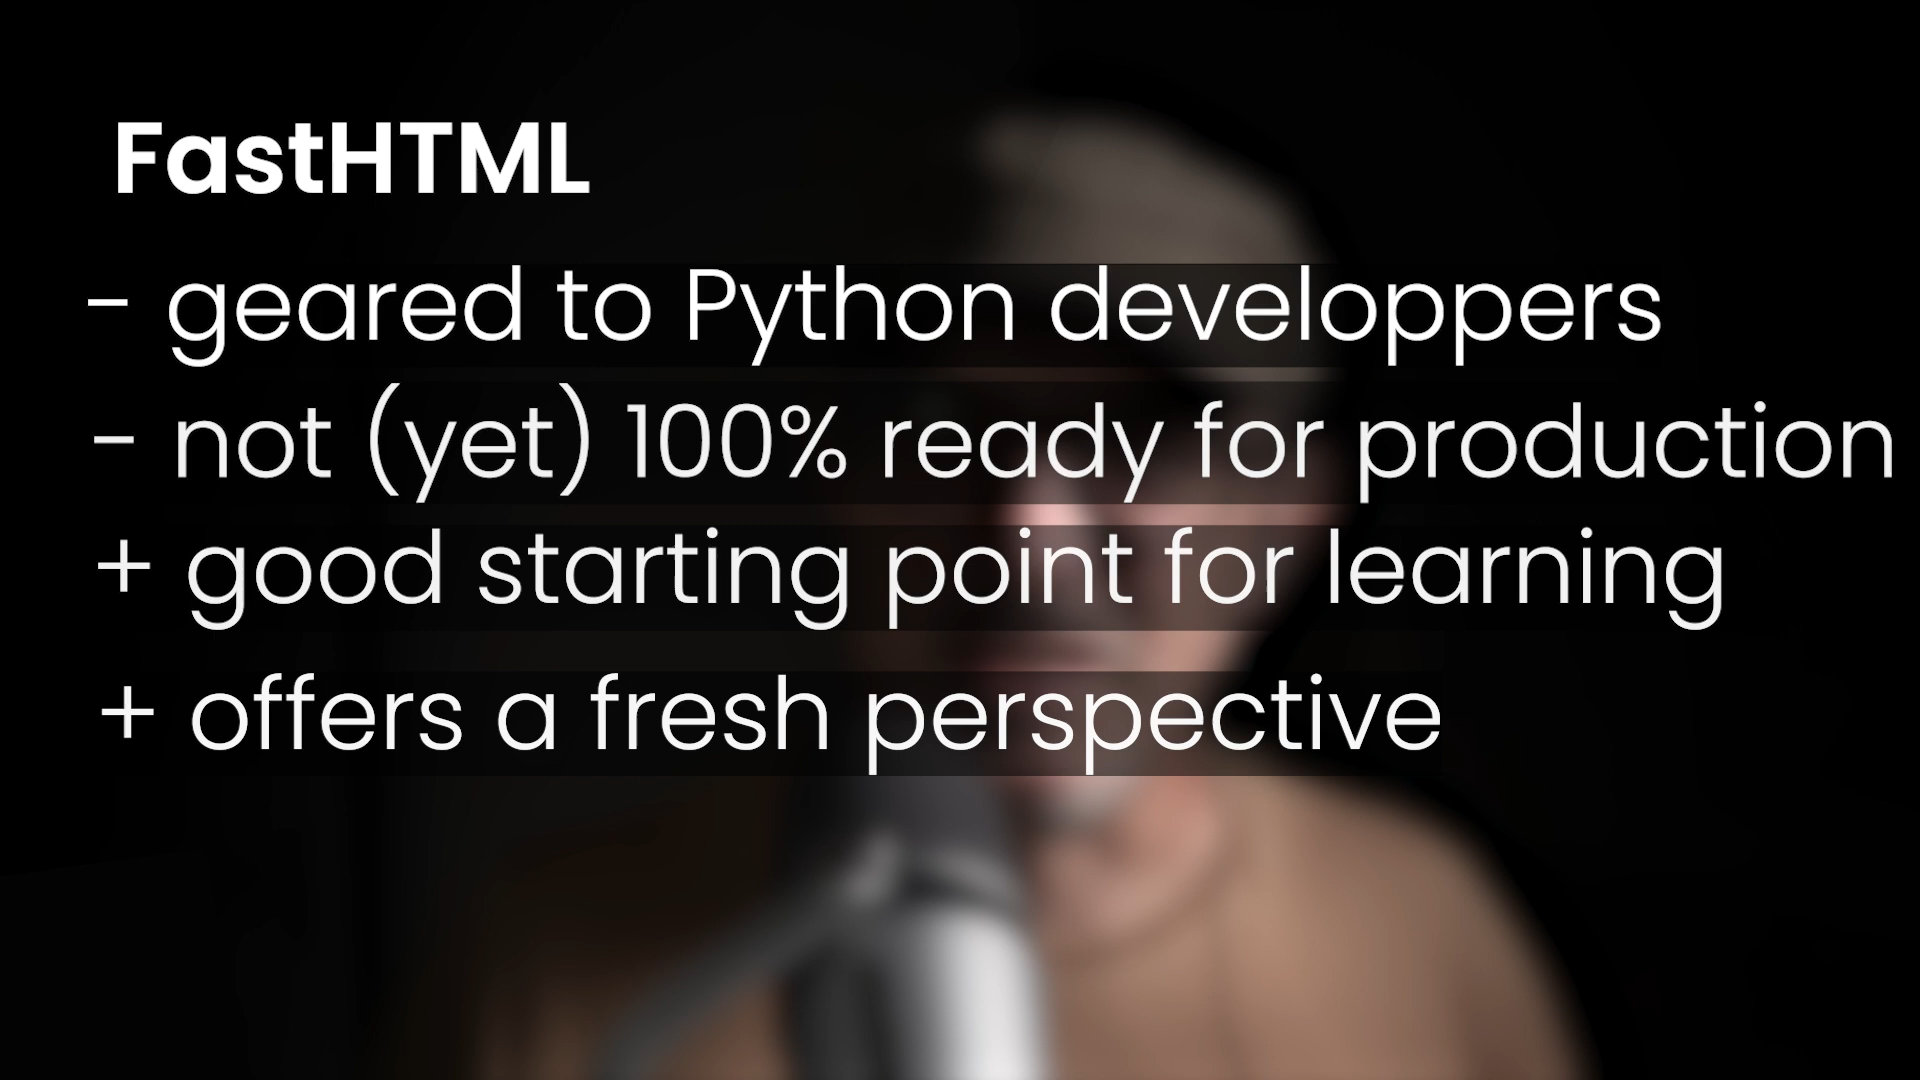 FastHTML
- geared to Python developpers
- not (yet) 100% ready for production
+ good starting point for learning
+ offers a fresh perspective